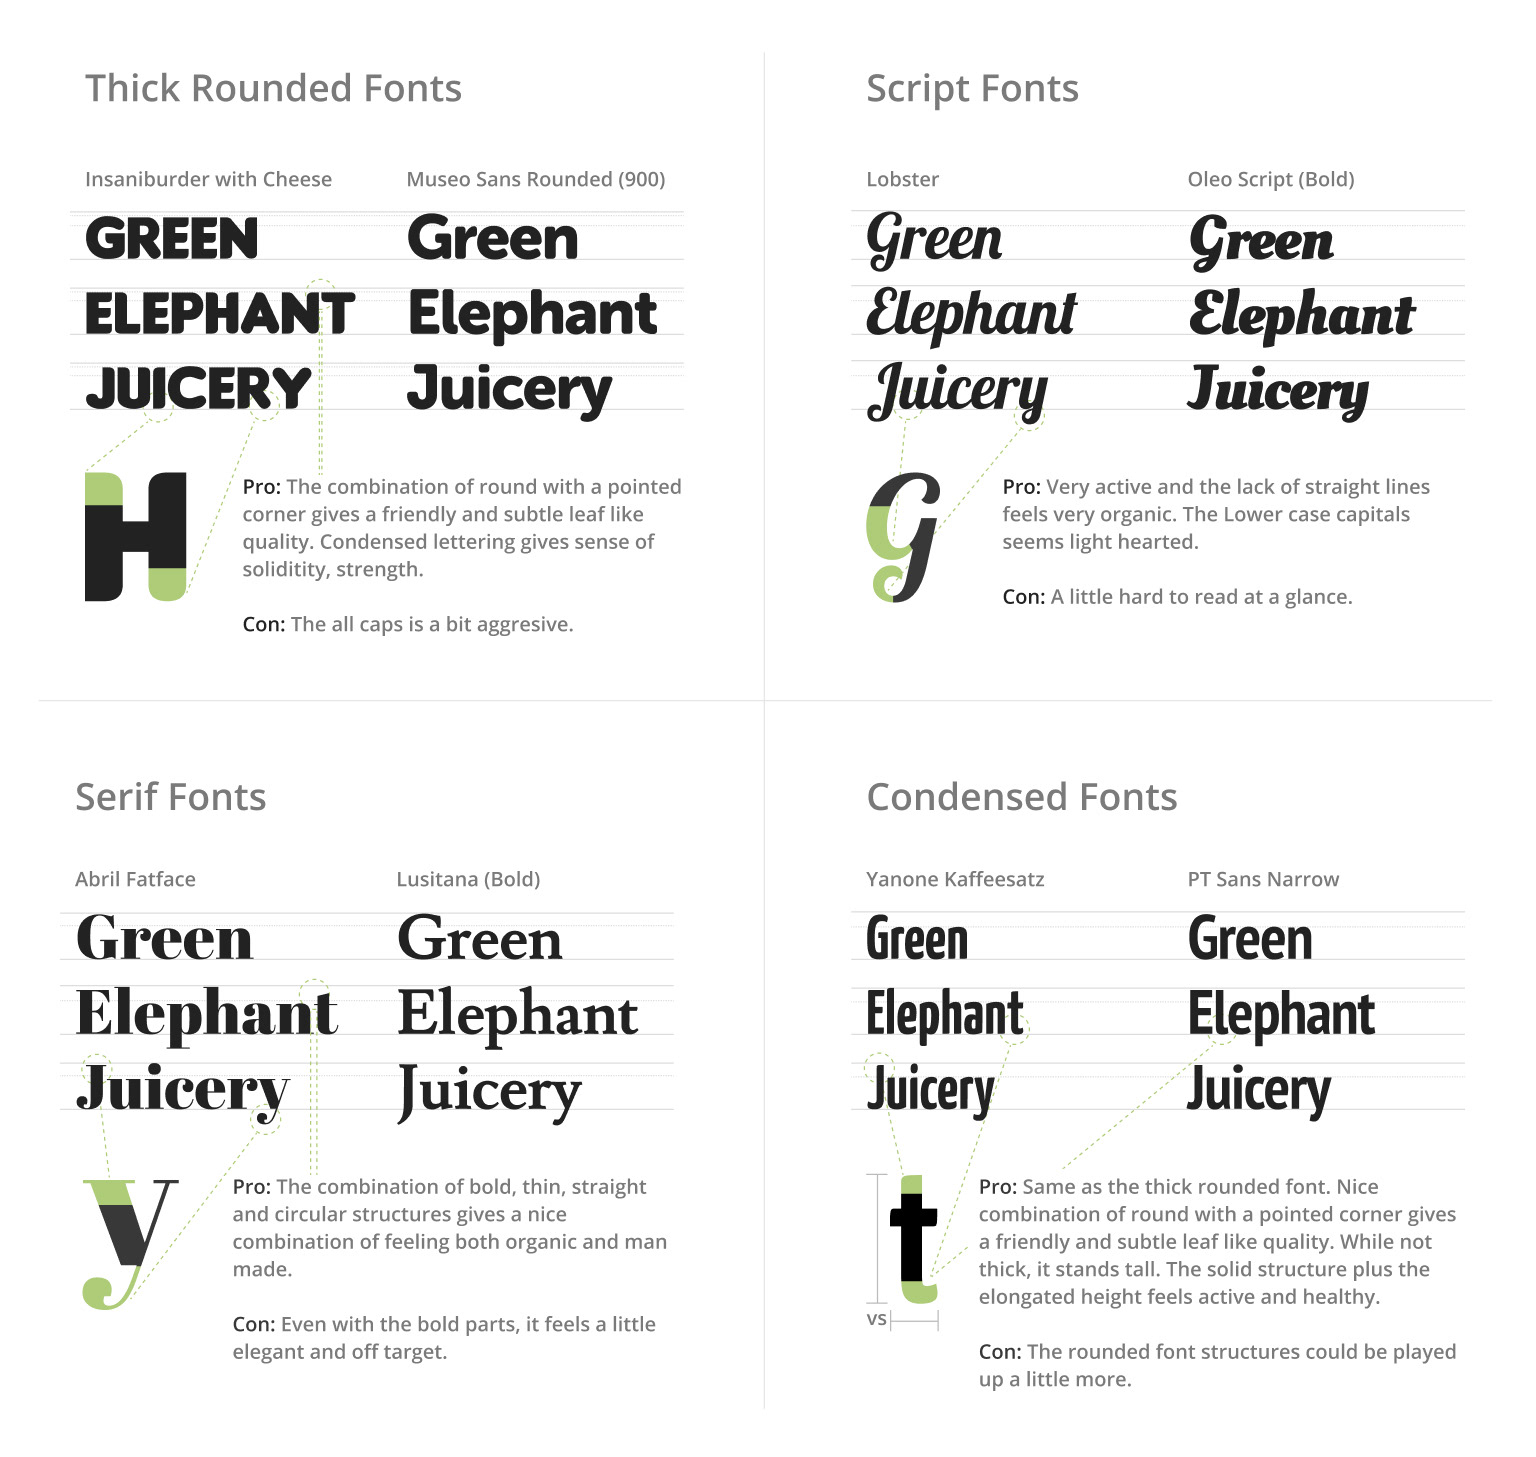 Thick Rounded Fonts
Insaniburder with Cheese
Museo Sans Rounded (900)
GREEN
Green
ELEPHANT
Elephant
JUICERY
Juicery
H
Pro: The combination of round with a pointed
corner gives a friendly and subtle leaf like
quality. Condensed lettering gives sense of
soliditity, strength.
Con: The all caps is a bit aggresive.
Script Fonts
Lobster
Oleo Script (Bold)
Green
Green
Elephant
Elephant
Juicery
Juicery
G
Pro: Very active and the lack of straight lines
feels very organic. The Lower case capitals
seems light hearted.
Con: A little hard to read at a glance.
Serif Fonts
Abril Fatface
Lusitana (Bold)
Green
Green
Elephant
Elephant
Juicery
Juicery
y
Pro: The combination of bold, thin, straight
and circular structures gives a nice
combination of feeling both organic and man
made.
Con: Even with the bold parts, it feels a little
elegant and off target.
Condensed Fonts
Yanone Kaffeesatz
PT Sans Narrow
Green
Green
Elephant
Elephant
Juicery
Juicery
t
vs
Pro: Same as the thick rounded font. Nice
combination of round with a pointed corner gives
a friendly and subtle leaf like quality. While not
thick, it stands tall. The solid structure plus the
elongated height feels active and healthy.
Con: The rounded font structures could be played
up a little more.